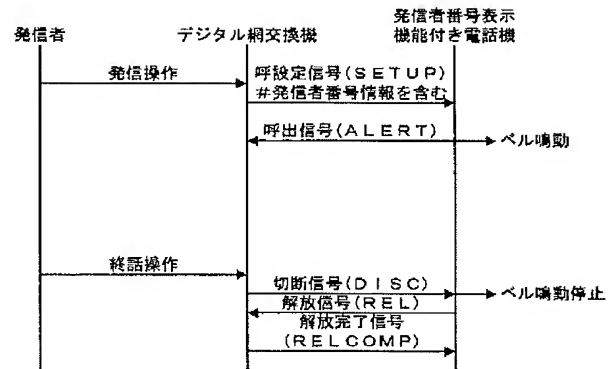 発信者
デジタル網交換機
発信者番号表示
機能付き電話機
発信操作
呼設定信号(SETUP)
#発信者番号情報を含む
呼出信号(ALERT)
ベル鳴動
終話操作
切断信号(DISC)
ベル鳴動停止
解放信号(REL)
解放完了信号
(RELCOMP)